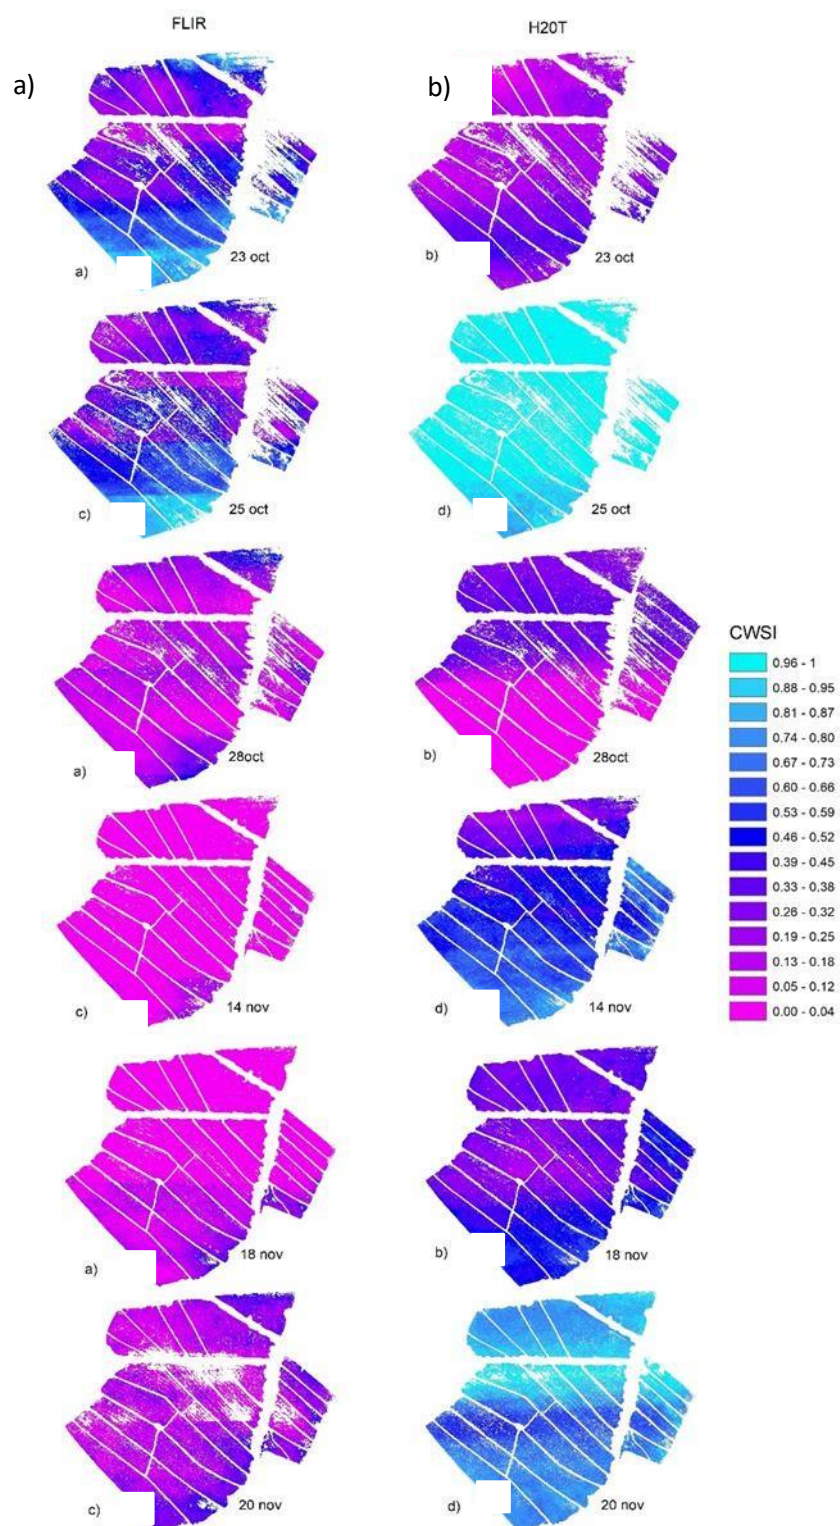 FLIR
H20T
a)
b)
23 oct
a)
23 oct
b)
25 oct
c)
25 oct
d)
28oct
a)
28oct
b)
CWSI
0.96 - 1
0.88 - 0.95
0.81 - 0.87
0.74 - 0.80
0.67 - 0.73
0.60 - 0.66
0.53 - 0.59
0.46 - 0.52
0.39 - 0.45
0.33 - 0.38
0.26 - 0.32
0.19 - 0.25
0.13 - 0.18
0.05 - 0.12
0.00 - 0.04
14 nov
c)
14 nov
d)
18 nov
a)
18 nov
b)
20 nov
c)
20 nov
d)